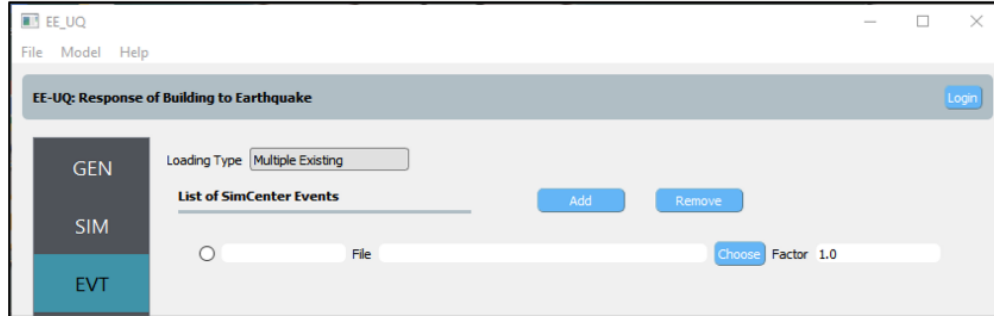 EE_UQ
File Model Help
EE-UQ: Response of Building to Earthquake Login
GEN
Loading Type Multiple Existing
List of SimCenter Events Add Remove
SIM
File Choose Factor 1.0
EVT